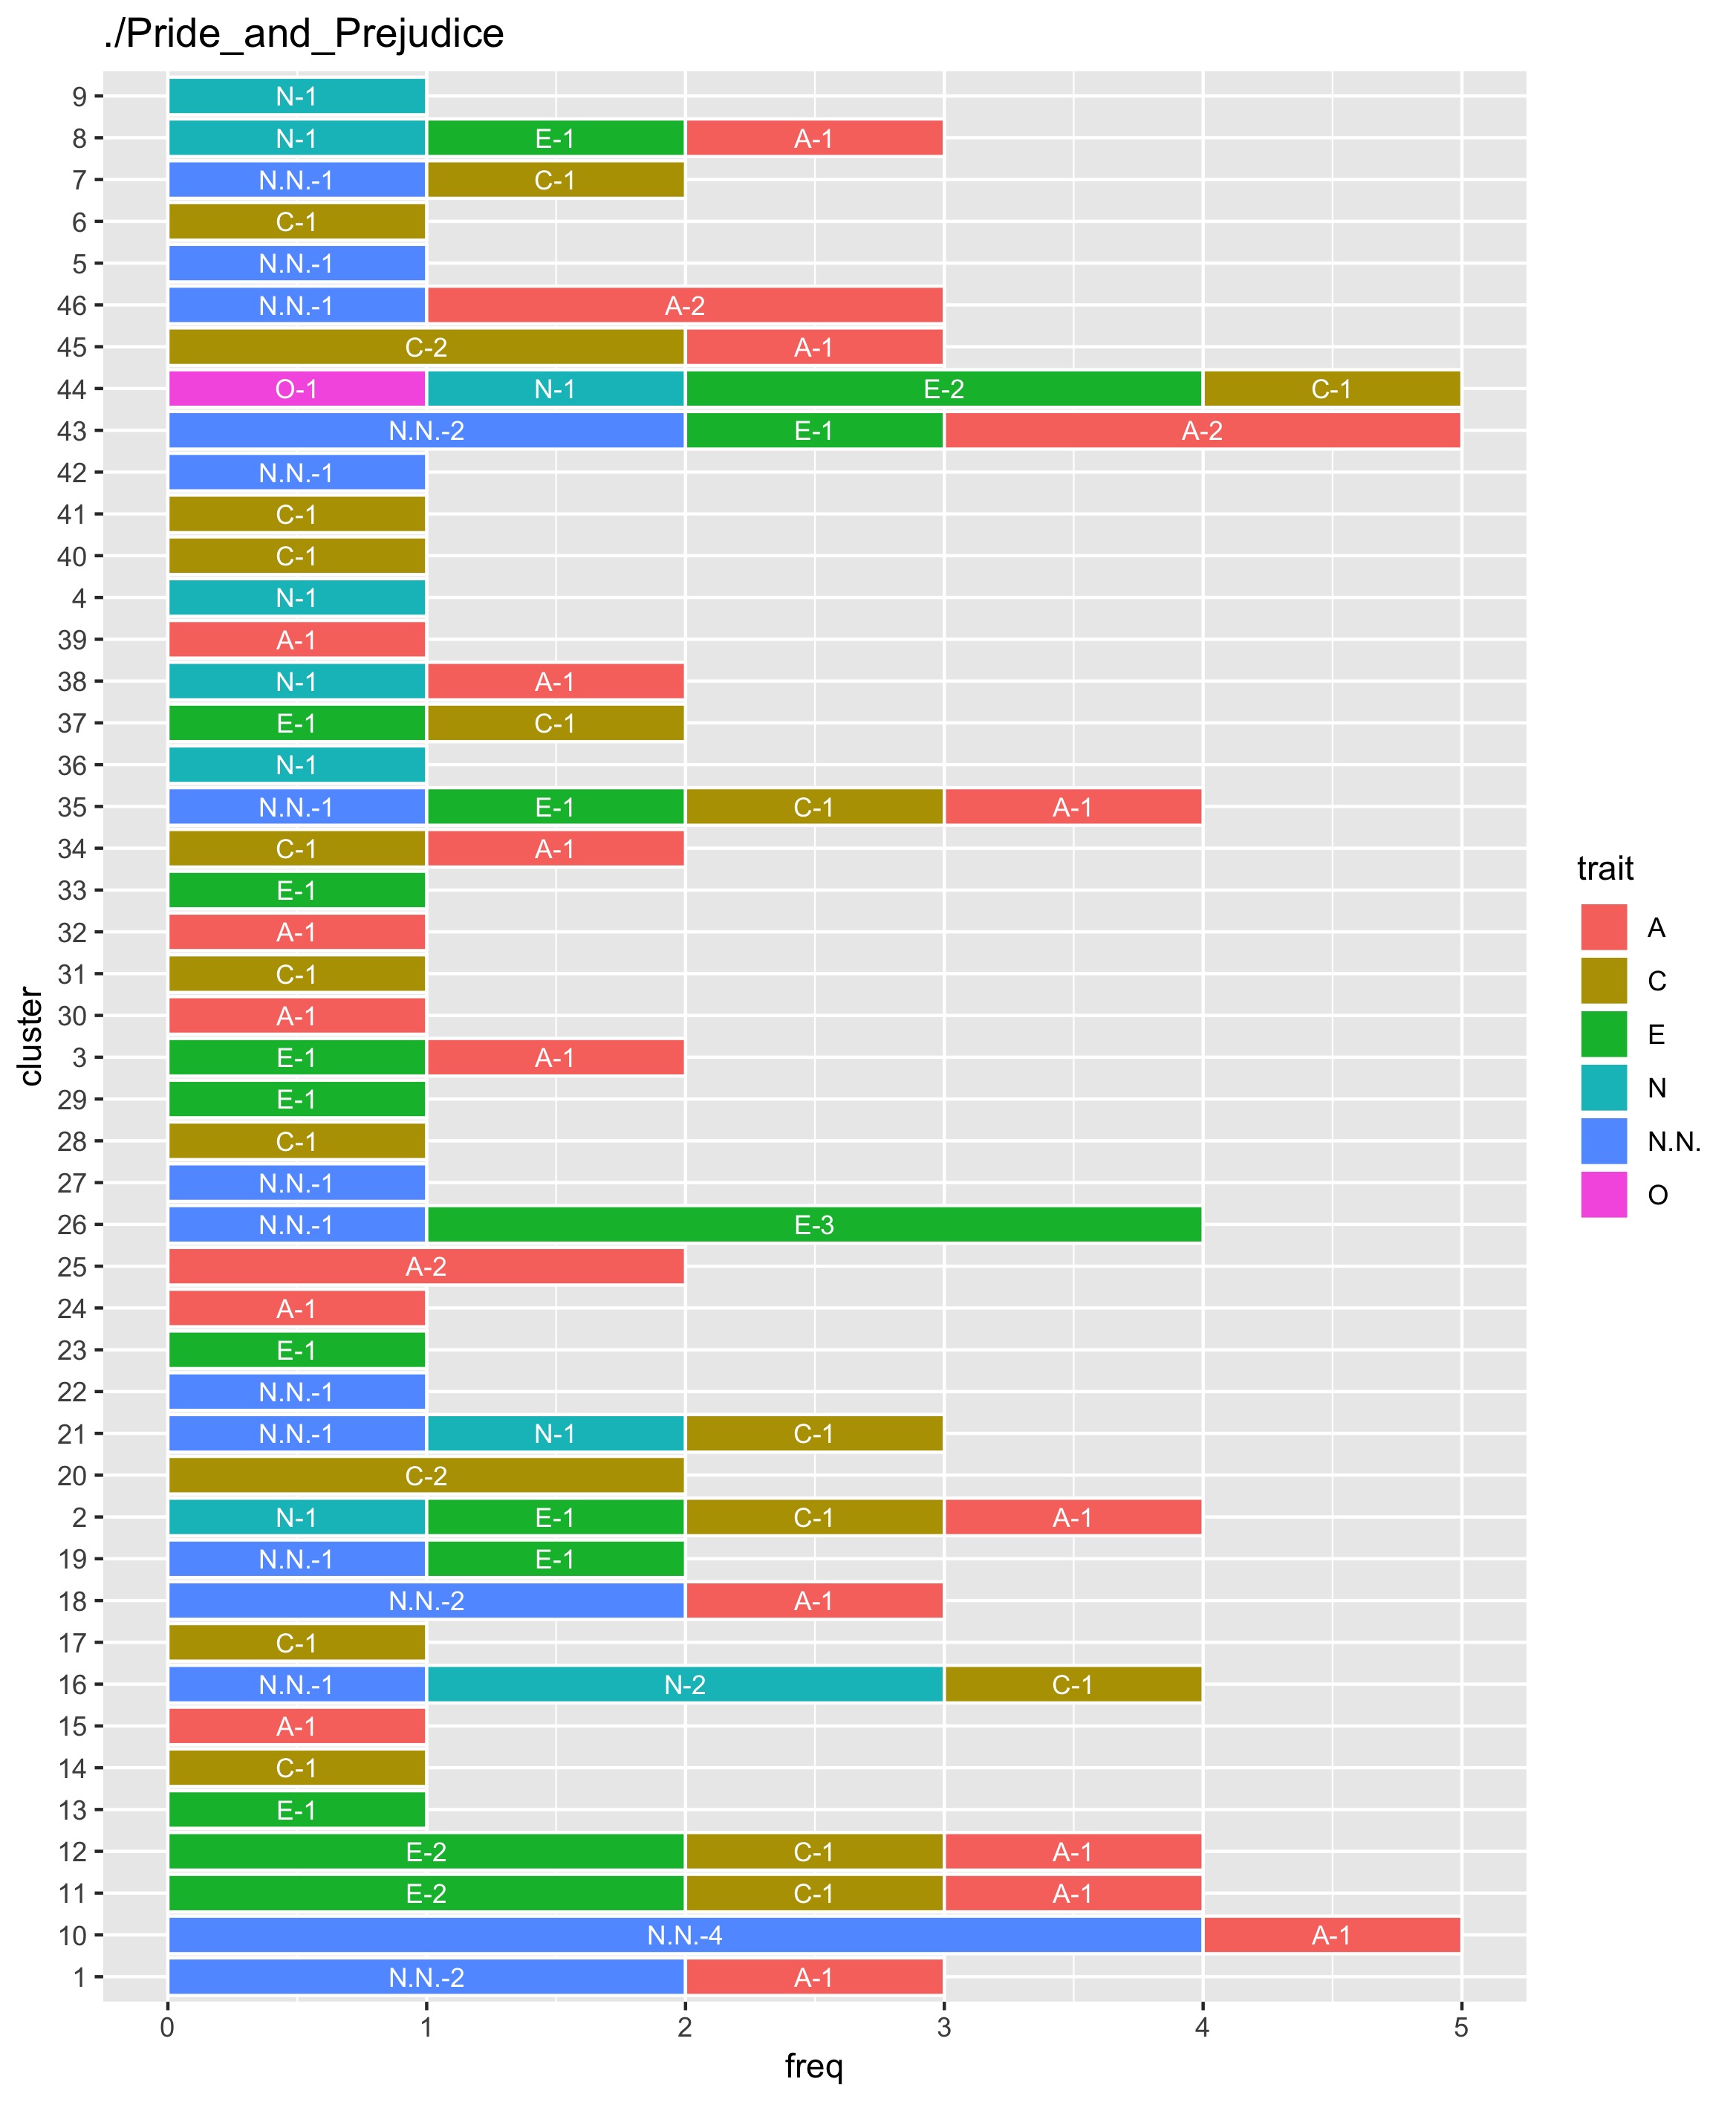 ./Pride_and_Prejudice
9 N-1
8 N-1 E-1 A-1
7 N.N.-1 C-1
6 C-1
5 N.N.-1
46 N.N.-1 A-2
45 C-2 A-1
44 O-1 N-1 E-2 C-1
43 N.N.-2 E-1 A-2
42 N.N.-1
41 C-1
40 C-1
4 N-1
39 A-1
38 N-1 A-1
37 E-1 C-1
36 N-1
35 N.N.-1 E-1 C-1 A-1
34 C-1 A-1
33 E-1
32 A-1
31 C-1
30 A-1
3 E-1 A-1
29 E-1
28 C-1
27 N.N.-1
26 N.N.-1 E-3
25 A-2
24 A-1
23 E-1
22 N.N.-1
21 N.N.-1 N-1 C-1
20 C-2
2 N-1 E-1 C-1 A-1
19 N.N.-1 E-1
18 N.N.-2 A-1
17 C-1
16 N.N.-1 N-2 C-1
15 A-1
14 C-1
13 E-1
12 E-2 C-1 A-1
11 E-2 C-1 A-1
10 N.N.-4 A-1
1 N.N.-2 A-1
0 1 2 3 4 5
freq
cluster
trait
A
C
E
N
N.N.
O